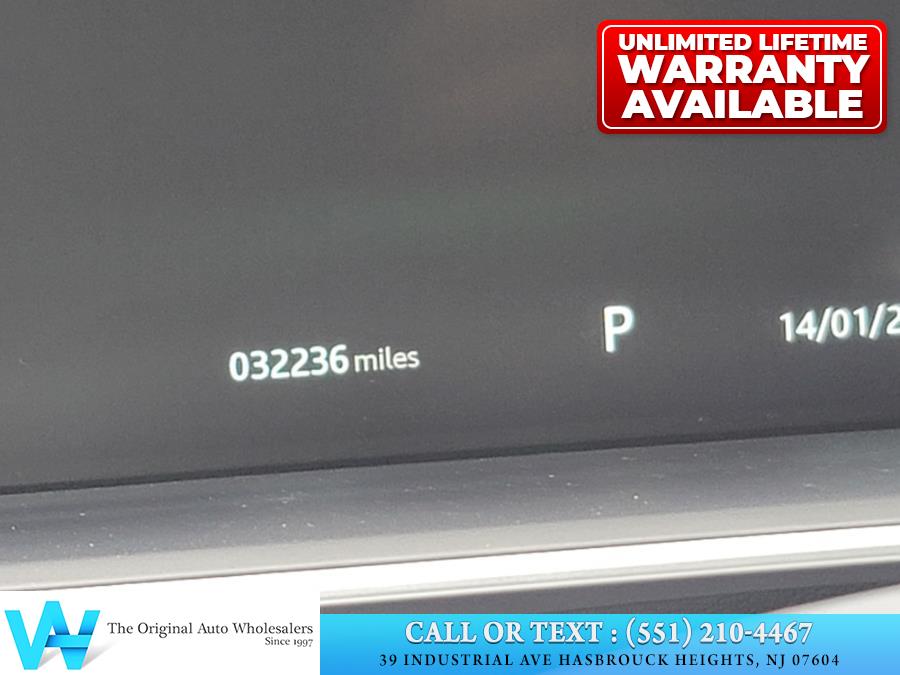 UNLIMITED LIFETIME
WARRANTY
AVAILABLE
032236 miles
P
14/01/2
The Original Auto Wholesalers
Since 1997
CALL OR TEXT : (551) 210-4467
39 INDUSTRIAL AVE HASBROUCK HEIGHTS, NJ 07604